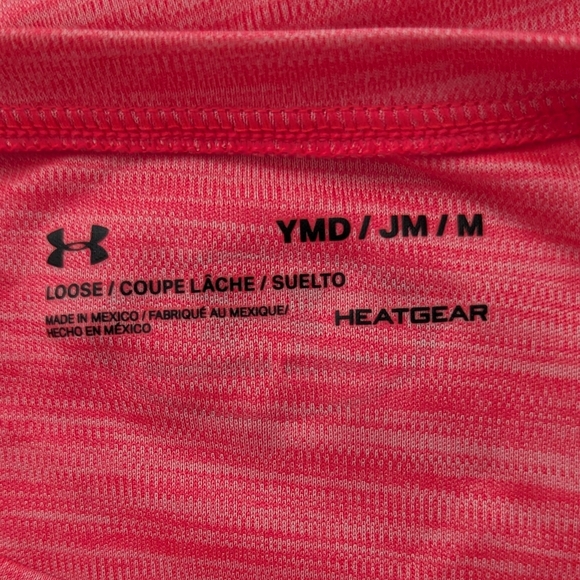 YMD / JM / M
LOOSE / COUPE LÂCHE / SUELTO
MADE IN MEXICO / FABRIQUÉ AU MEXIQUE/
HECHO EN MÉXICO
HEATGEAR